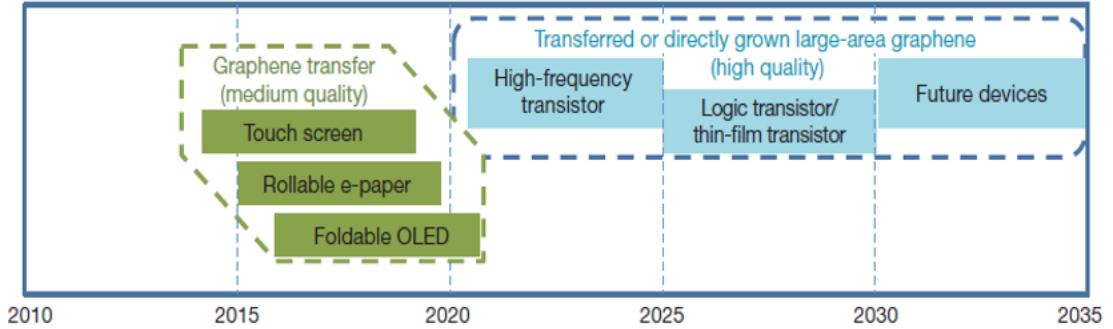 Transferred or directly grown large-area graphene
(high quality)
Graphene transfer
(medium quality)
High-frequency
transistor
Logic transistor/
thin-film transistor
Future devices
Touch screen
Rollable e-paper
Foldable OLED
2010 2015 2020 2025 2030 2035